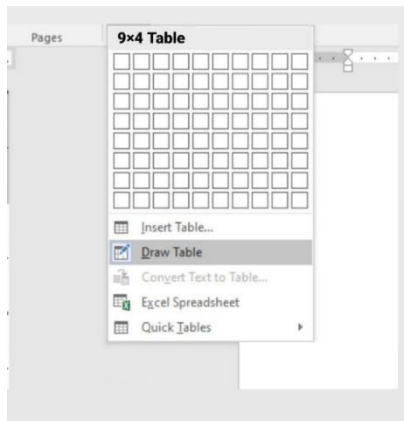 Pages
9×4 Table
Insert Table...
Draw Table
Convert Text to Table...
Excel Spreadsheet
Quick Tables